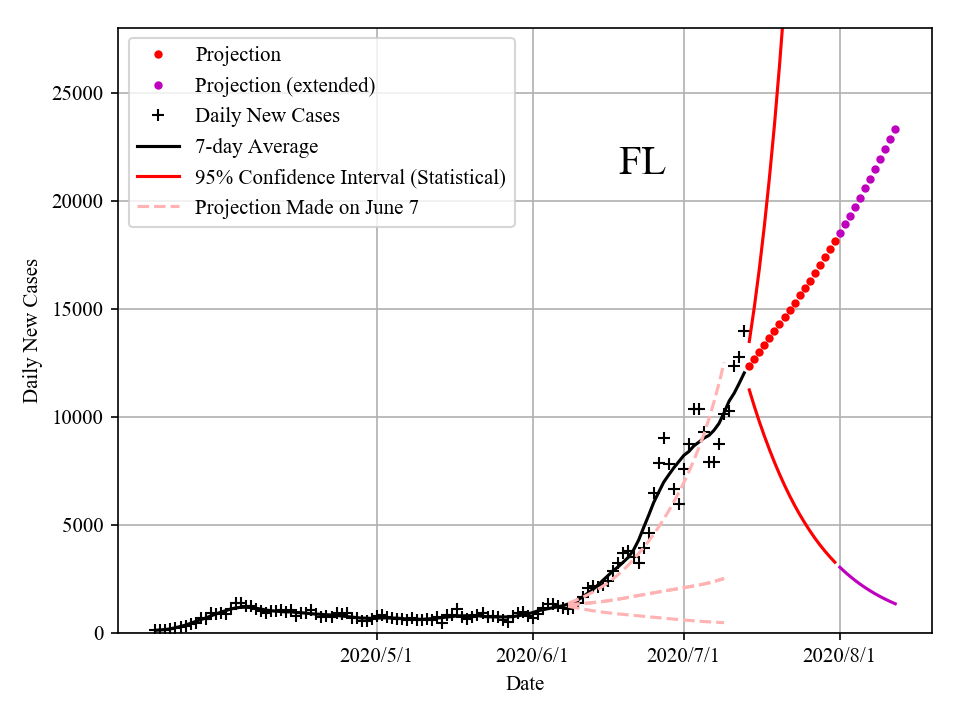 Projection
Projection (extended)
Daily New Cases
7-day Average
95% Confidence Interval (Statistical)
Projection Made on June 7
FL
25000
20000
15000
10000
5000
0
Daily New Cases
2020/5/1
2020/6/1
2020/7/1
2020/8/1
Date